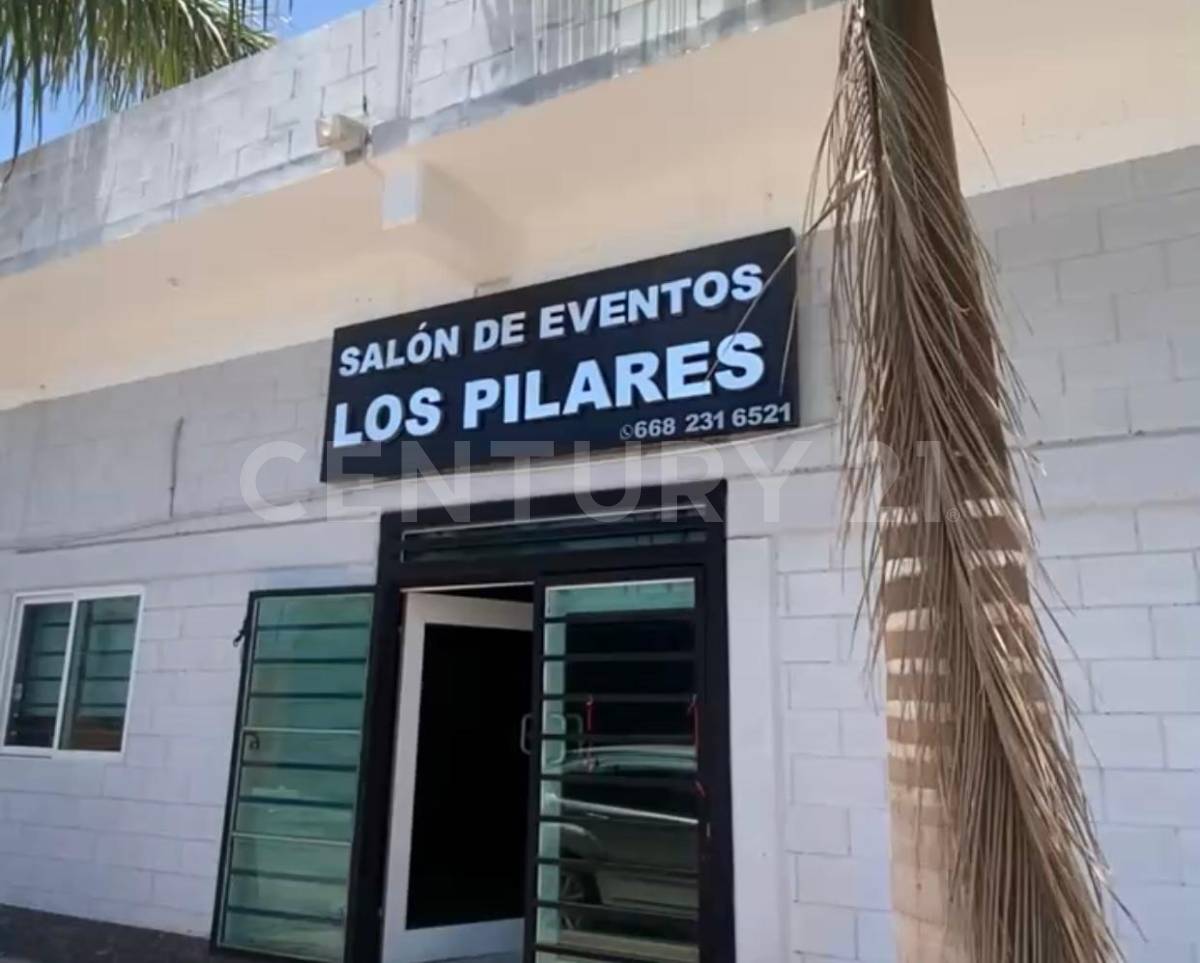 SALÓN DE EVENTOS
LOS PILARES
668 231 6521
CENTURY 21®